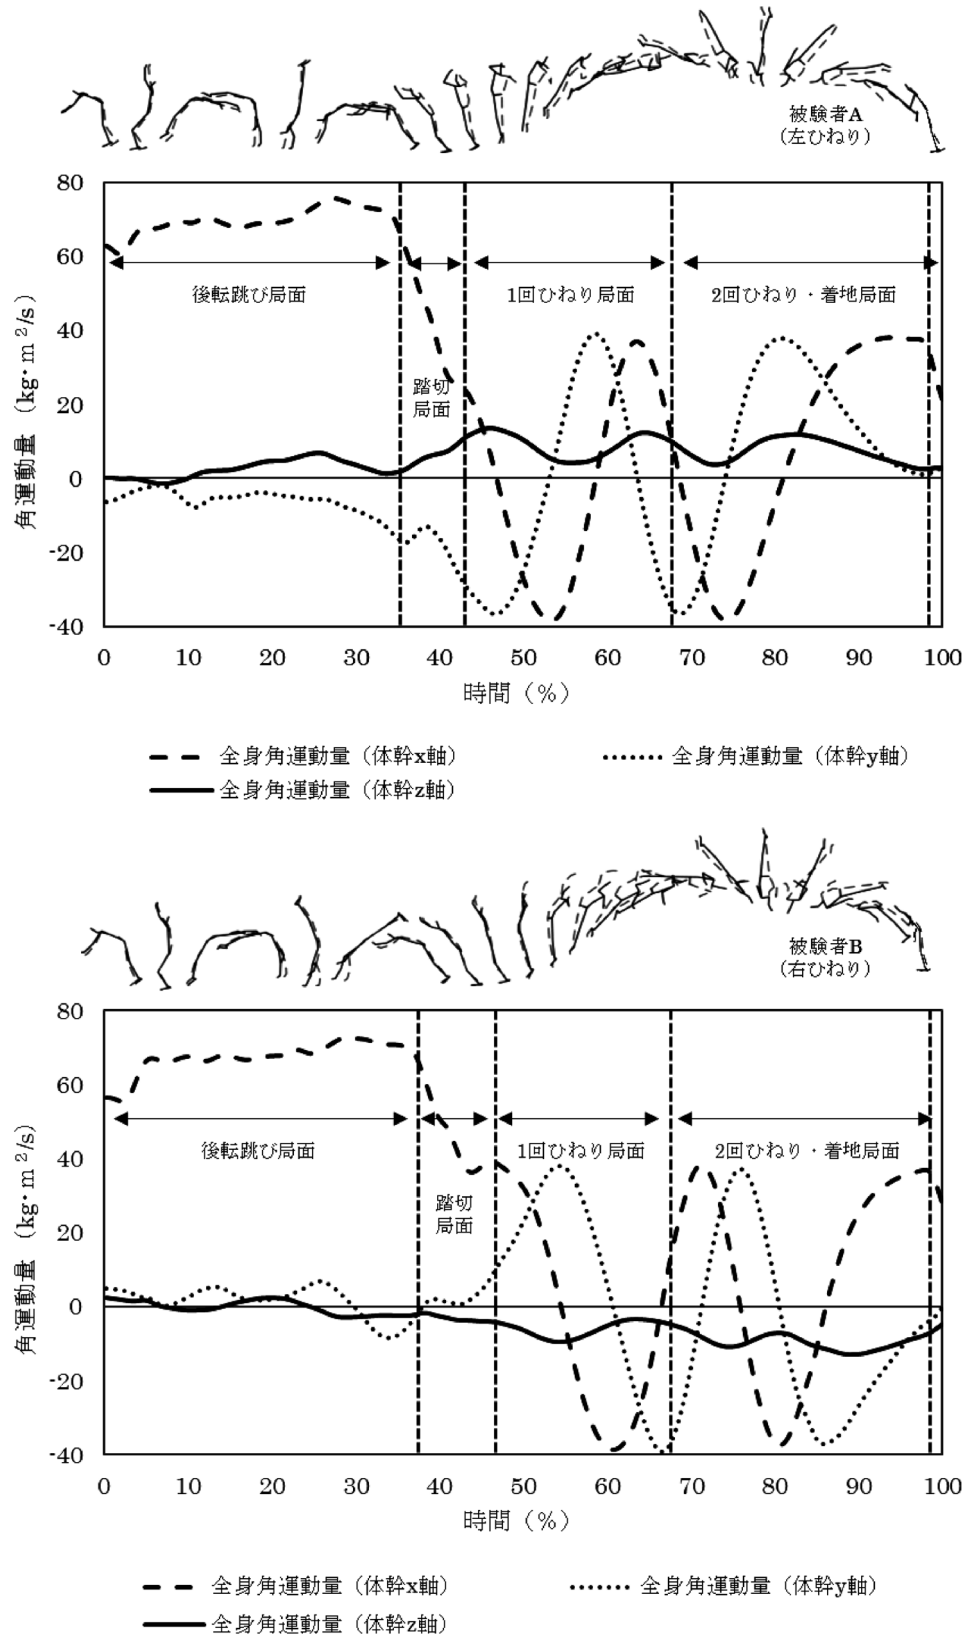 被験者A
(左ひねり)
80
60
40
20
0
-20
-40
角運動量（kg･m²/s）
後転跳び局面
踏切
局面
1回ひねり局面
2回ひねり・着地局面
0 10 20 30 40 50 60 70 80 90 100
時間（%）
全身角運動量（体幹x軸）
全身角運動量（体幹y軸）
全身角運動量（体幹z軸）
被験者B
(右ひねり)
80
60
40
20
0
-20
-40
角運動量（kg･m²/s）
後転跳び局面
踏切
局面
1回ひねり局面
2回ひねり・着地局面
0 10 20 30 40 50 60 70 80 90 100
時間（%）
全身角運動量（体幹x軸）
全身角運動量（体幹y軸）
全身角運動量（体幹z軸）